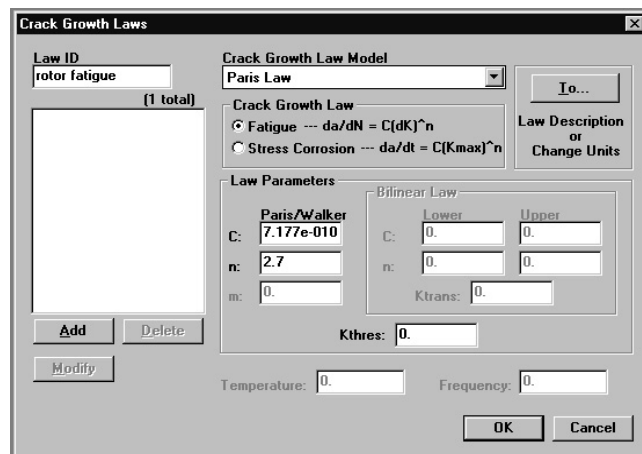 Crack Growth Laws
Law ID
rotor fatigue
(1 total)
Add
Delete
Modify
Crack Growth Law Model
Paris Law
Crack Growth Law
Fatigue --- da/dN = C(dK)^n
Stress Corrosion --- da/dt = C(Kmax)^n
To...
Law Description
or
Change Units
Law Parameters
Paris/Walker
C: 7.177e-010
n: 2.7
m: 0.
Bilinear Law
Lower Upper
C: 0. 0.
n: 0. 0.
Ktrans: 0.
Kthres: 0.
Temperature: 0. Frequency: 0.
OK Cancel